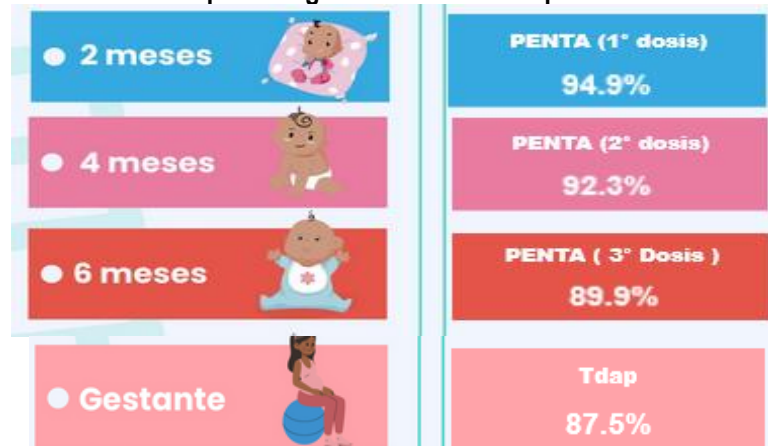 2 meses
PENTA (1° dosis)
94.9%
4 meses
PENTA (2° dosis)
92.3%
6 meses
PENTA ( 3° Dosis )
89.9%
Gestante
Tdap
87.5%